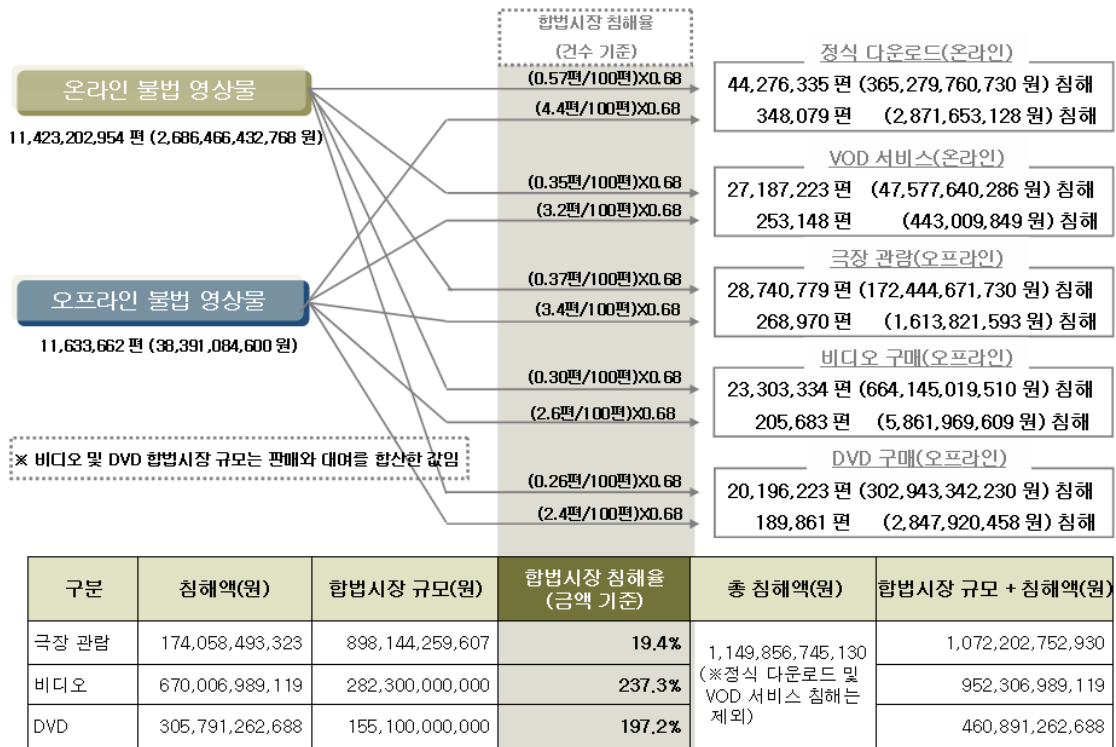 합법시장 침해율
(건수 기준)
온라인 불법 영상물
11,423,202,954 편 (2,686,466,432,768 원)
오프라인 불법 영상물
11,633,662 편 (38,391,084,600 원)
※ 비디오 및 DVD 합법시장 규모는 판매와 대여를 합산한 값임
(0.57편/100편)X0.68
(4.4편/100편)X0.68
(0.35편/100편)X0.68
(3.2편/100편)X0.68
(0.37편/100편)X0.68
(3.4편/100편)X0.68
(0.30편/100편)X0.68
(2.6편/100편)X0.68
(0.26편/100편)X0.68
(2.4편/100편)X0.68
정식 다운로드(온라인)
44,276,335 편 (365,279,760,730 원) 침해
348,079 편 (2,871,653,128 원) 침해
VOD 서비스(온라인)
27,187,223 편 (47,577,640,286 원) 침해
253,148 편 (443,009,849 원) 침해
극장 관람(오프라인)
28,740,779 편 (172,444,671,730 원) 침해
268,970 편 (1,613,821,593 원) 침해
비디오 구매(오프라인)
23,303,334 편 (664,145,019,510 원) 침해
205,683 편 (5,861,969,609 원) 침해
DVD 구매(오프라인)
20,196,223 편 (302,943,342,230 원) 침해
189,861 편 (2,847,920,458 원) 침해
구분 침해액(원) 합법시장 규모(원) 합법시장 침해율 총 침해액(원) 합법시장 규모 + 침해액(원)
(금액 기준)
극장 관람 174,058,493,323 898,144,259,607 19.4% 1,072,202,752,930
비디오 670,006,989,119 282,300,000,000 237.3% 952,306,989,119
DVD 305,791,262,688 155,100,000,000 197.2% 460,891,262,688
1,149,856,745,130
(※정식 다운로드 및
VOD 서비스 침해는
제외)